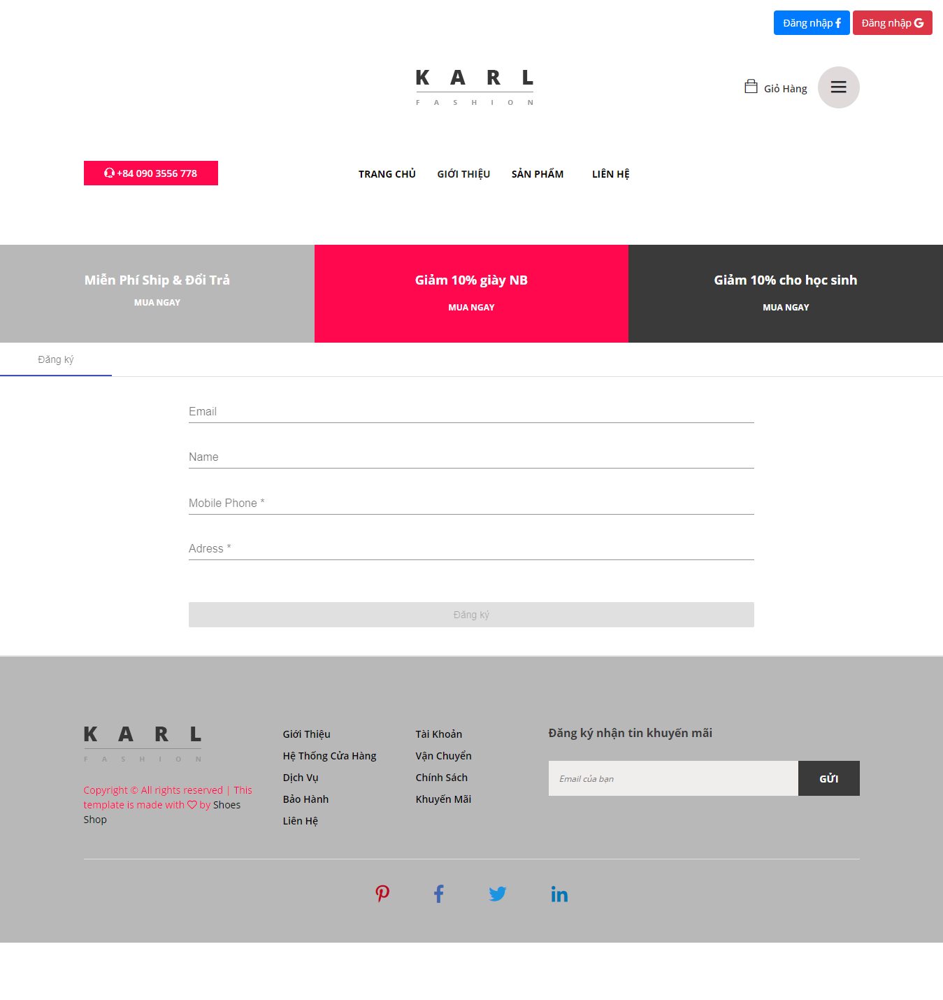 Đăng nhập
Đăng nhập
KARL
FASHION
Giỏ Hàng
+84 090 3556 778
TRANG CHỦ
GIỚI THIỆU
SẢN PHẨM
LIÊN HỆ
Miễn Phí Ship & Đổi Trả
MUA NGAY
Giảm 10% giày NB
MUA NGAY
Giảm 10% cho học sinh
MUA NGAY
Đăng ký
Email
Name
Mobile Phone *
Adress *
Đăng ký
KARL
FASHION
Copyright © All rights reserved | This
template is made with by Shoes
Shop
Giới Thiệu
Hệ Thống Cửa Hàng
Dịch Vụ
Bảo Hành
Liên Hệ
Tài Khoản
Vận Chuyển
Chính Sách
Khuyến Mãi
Đăng ký nhận tin khuyến mãi
Email của bạn
GỬI